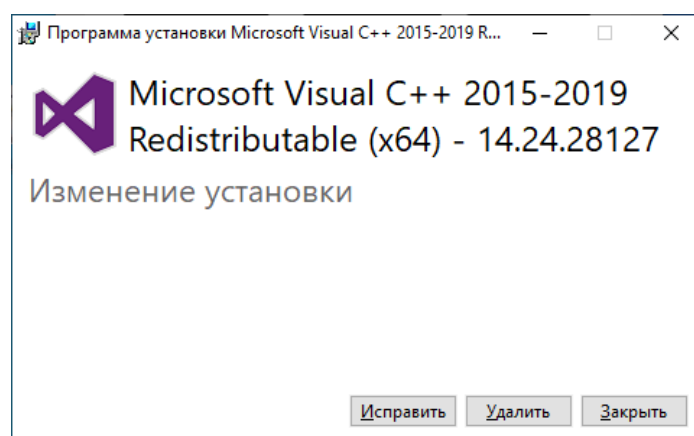 Программа установки Microsoft Visual C++ 2015-2019 R...
Microsoft Visual C++ 2015-2019
Redistributable (x64) - 14.24.28127
Изменение установки
Исправить Удалить Закрыть